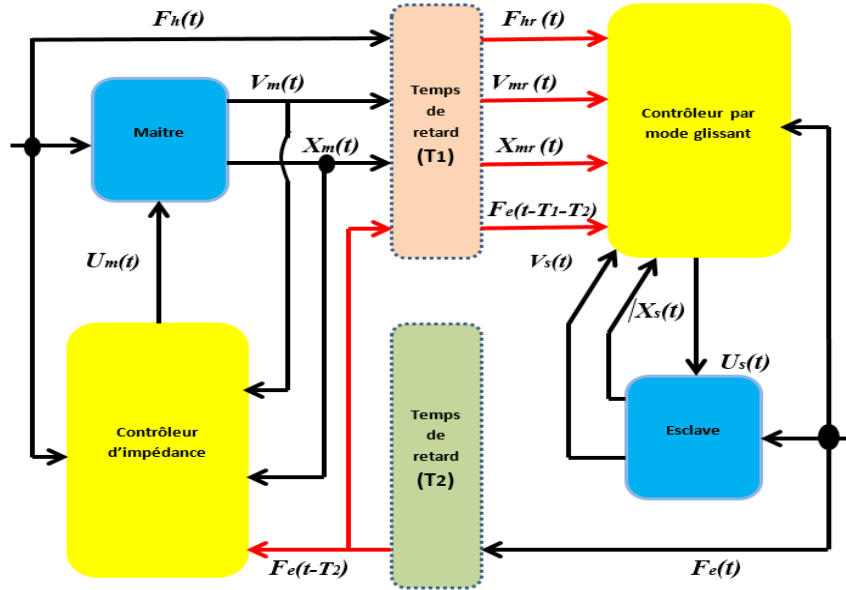 Fh(t)
Fhr(t)
Vm(t)
Vmr (t)
Maitre
Temps
de
retard
(T1)
Contrôleur par
mode glissant
Xm(t)
Xmr (t)
Fe(t-T1-T2)
Um(t)
Vs(t)
/Xs(t)
Us(t)
Contrôleur
d'impédance
Temps
de
retard
(T2)
Esclave
Fe(t-T2)
Fe(t)